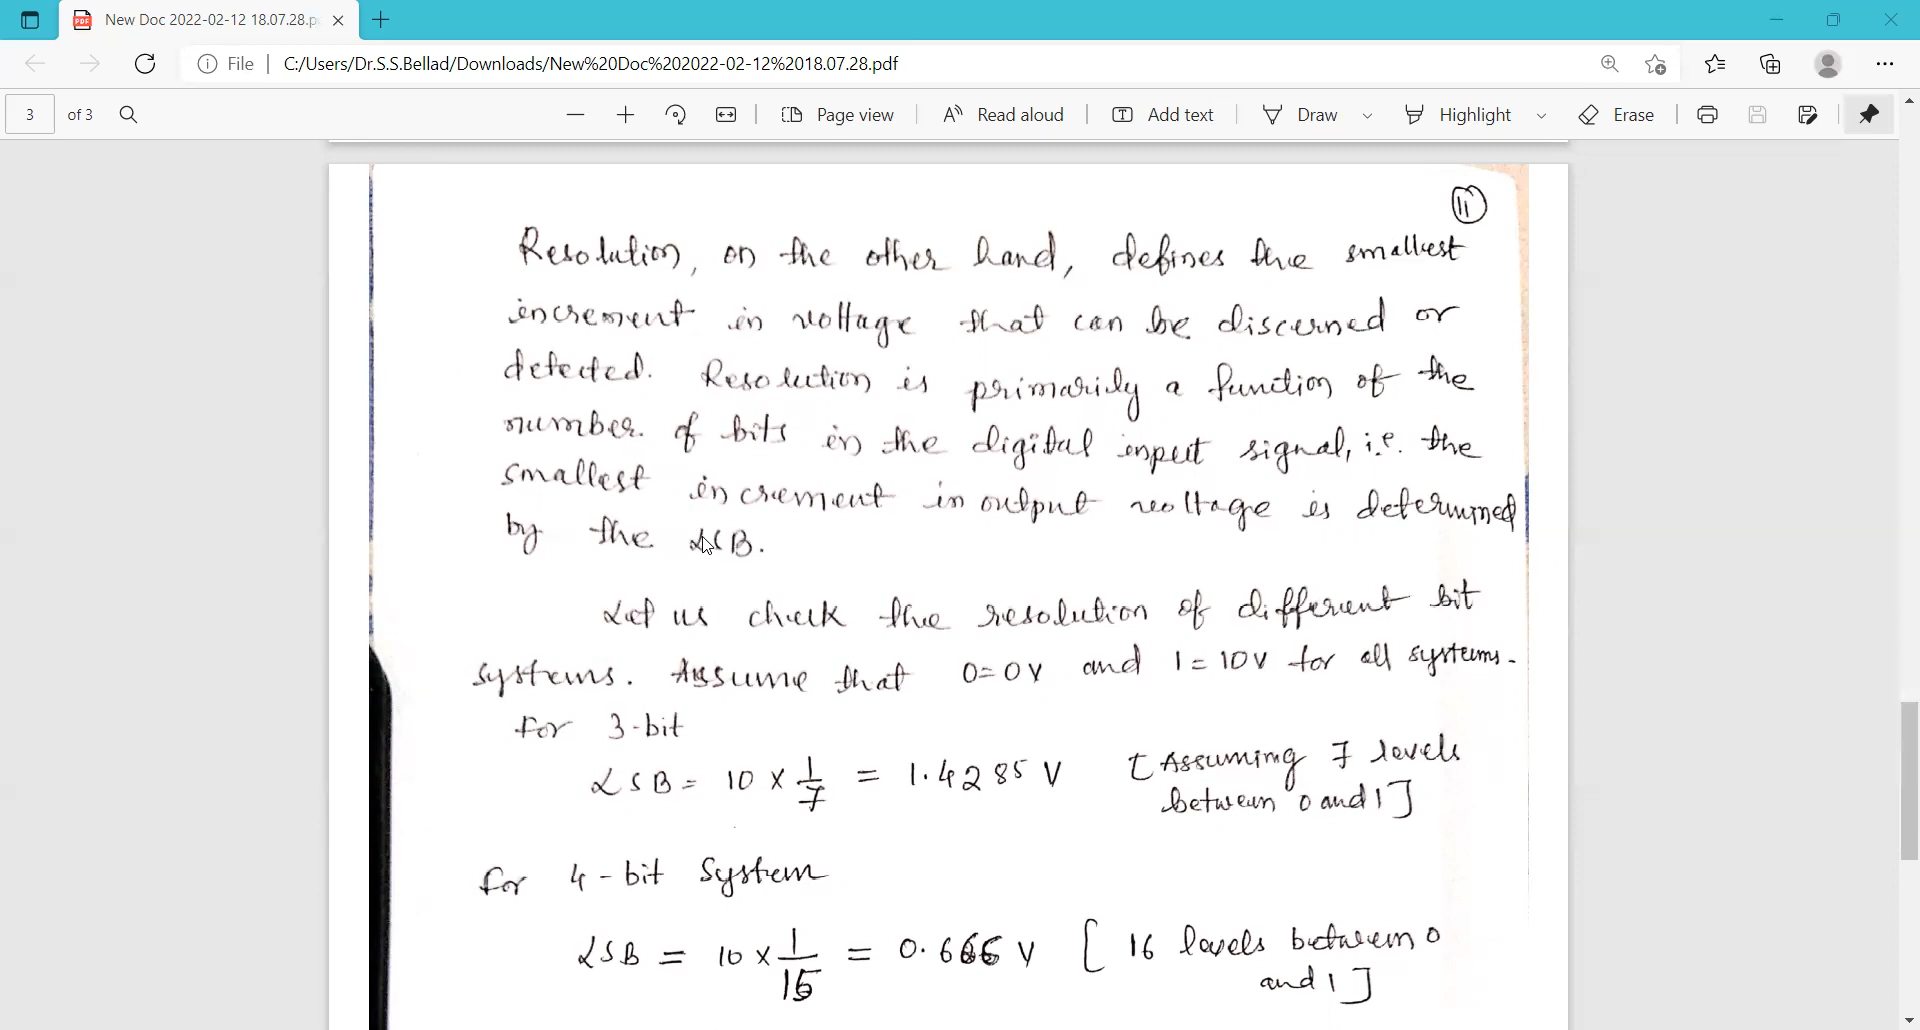 New Doc 2022-02-12 18.07.28.p
File C:/Users/Dr.S.S.Bellad/Downloads/New%20Doc%202022-02-12%2018.07.28.pdf
3 of 3 Page view Read aloud Add text Draw Highlight Erase
11
Resolution, on the other hand, defines the smallest
increment in voltage that can be discerned or
detected. Resolution is primarily a function of the
number of bits in the digital input signal, i.e. the
smallest increment in output voltage is determined
by the LSB.
Let us check the resolution of different bit
systems. Assume that 0=0V and 1=10V for all systems.
For 3-bit
LSB = 10 × 1/7 = 1.4285 V [Assuming 7 levels
between 0 and 1]
For 4-bit System
LSB = 10 × 1/15 = 0.666 V [16 levels between 0
and 1]